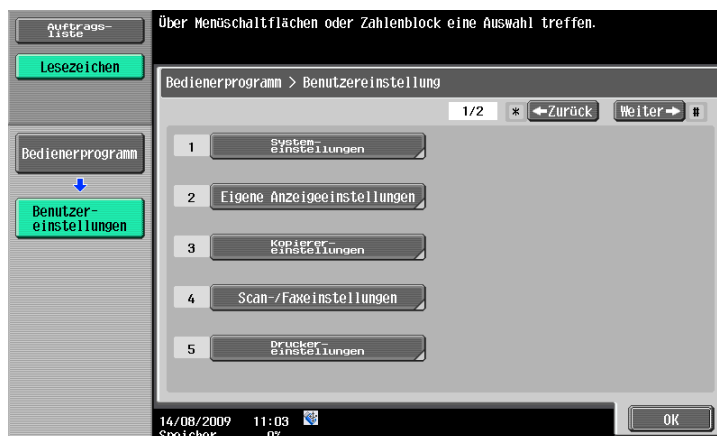 Auftrags-
liste
Über Menüschaltflächen oder Zahlenblock eine Auswahl treffen.
Lesezeichen
Bedienerprogramm > Benutzereinstellung
1/2 * ←Zurück Weiter→ #
1 System-
einstellungen
Bedienerprogramm
2 Eigene Anzeigeeinstellungen
Benutzer-
einstellungen
3 Kopierer-
einstellungen
4 Scan-/Faxeinstellungen
5 Drucker-
einstellungen
14/08/2009 11:03
Speicher 0%
OK